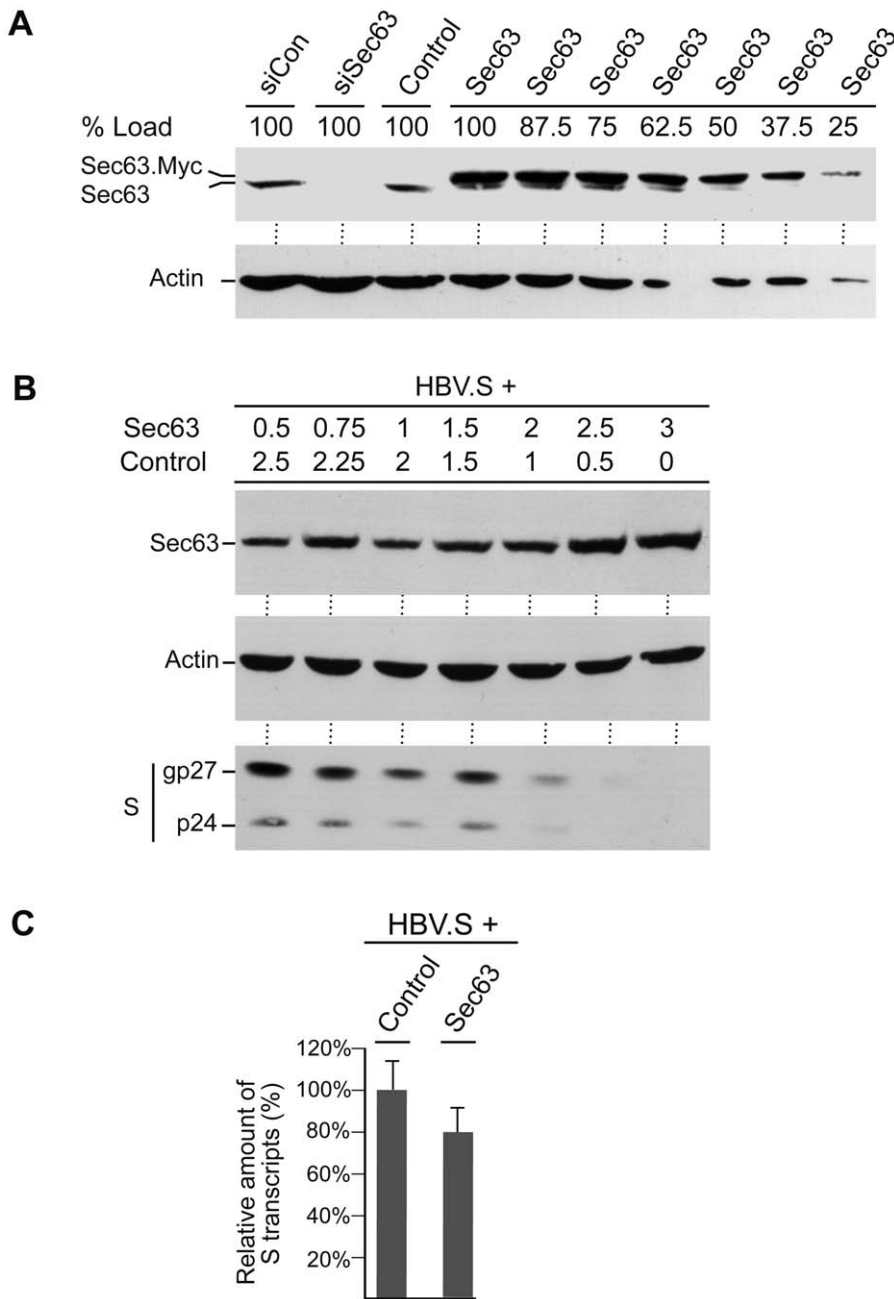 A
siCon siSec63 Control Sec63 Sec63 Sec63 Sec63 Sec63 Sec63 Sec63
% Load 100 100 100 100 87.5 75 62.5 50 37.5 25
Sec63.Myc
Sec63
Actin
B
HBV.S +
Sec63 0.5 0.75 1 1.5 2 2.5 3
Control 2.5 2.25 2 1.5 1 0.5 0
Sec63
Actin
gp27
S
p24
C
HBV.S +
Control Sec63
Relative amount of
S transcripts (%)
120%
100%
80%
60%
40%
20%